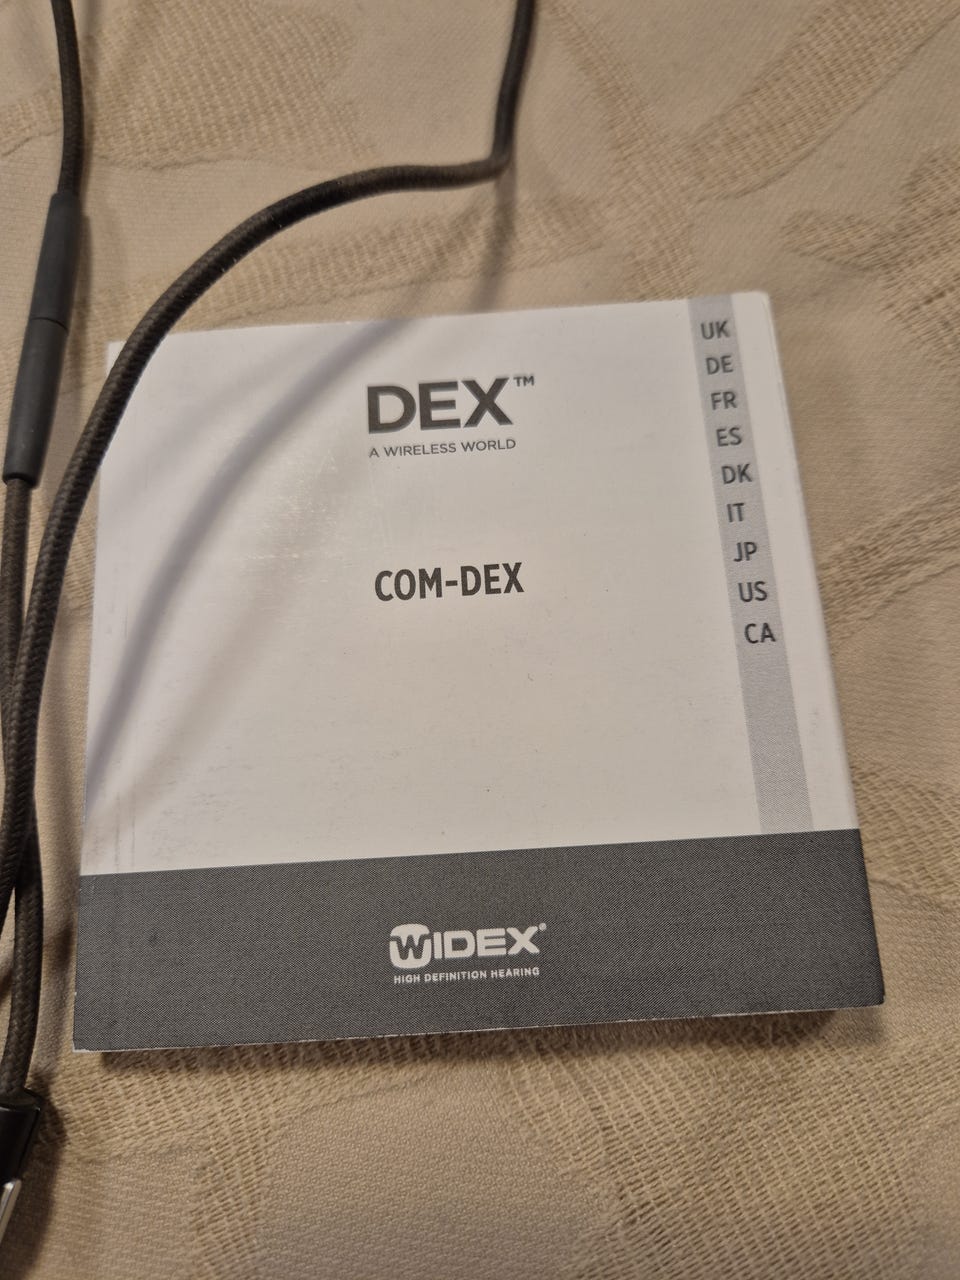 DEX™
A WIRELESS WORLD
COM-DEX
UK
DE
FR
ES
DK
IT
JP
US
CA
WIDEX®
HIGH DEFINITION HEARING